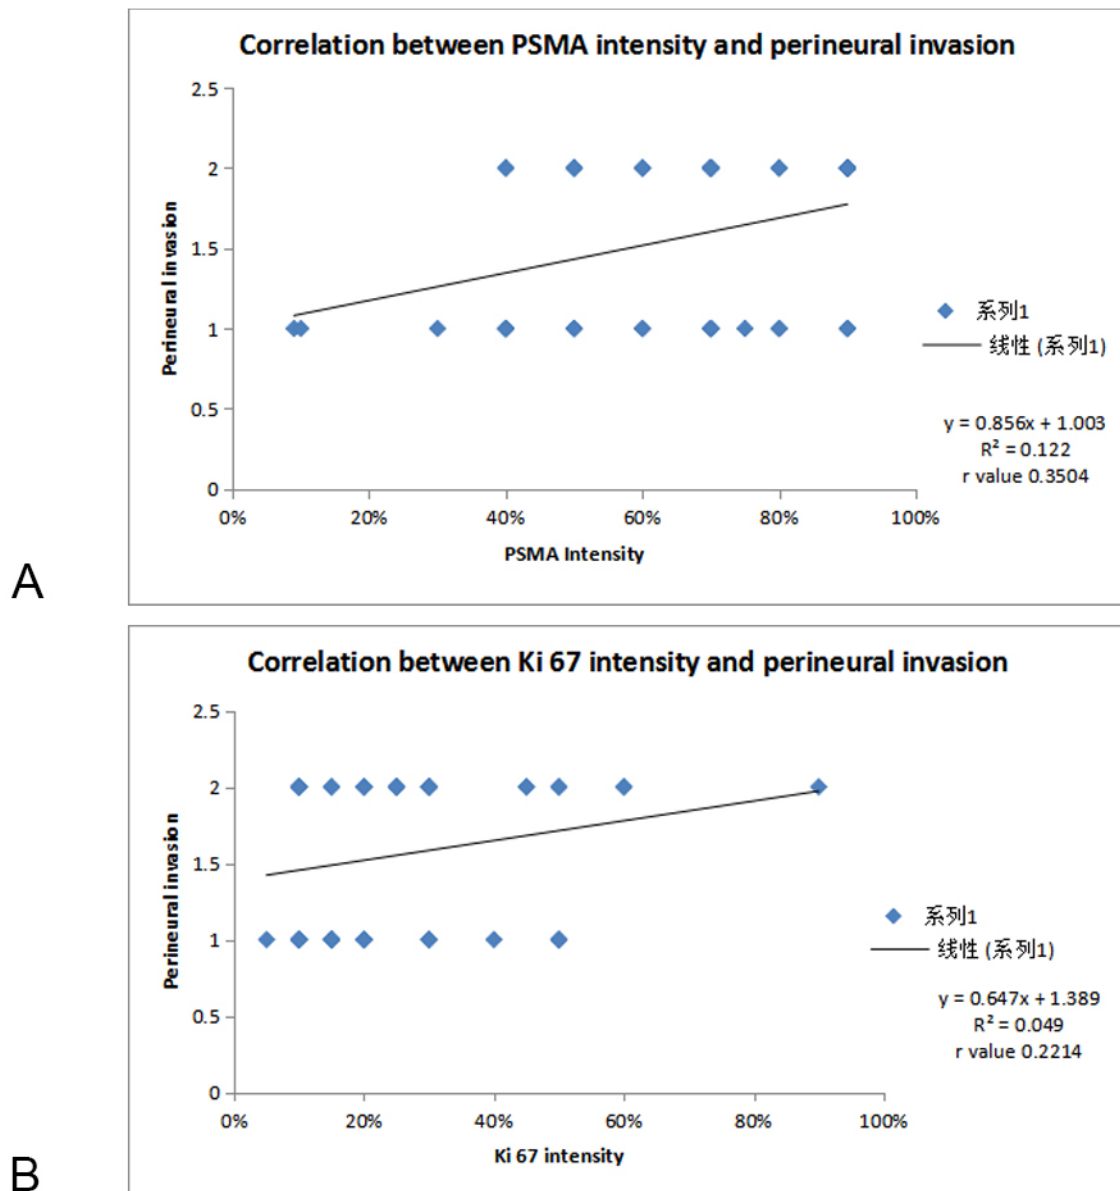 Correlation between PSMA intensity and perineural invasion
2.5
2
1.5
1
0.5
0
Perineural invasion
0%
20%
40%
60%
80%
100%
PSMA Intensity
系列1
线性 (系列1)
y = 0.856x + 1.003
R² = 0.122
r value 0.3504
A
Correlation between Ki 67 intensity and perineural invasion
2.5
2
1.5
1
0.5
0
Perineural invasion
0%
20%
40%
60%
80%
100%
Ki 67 intensity
系列1
线性 (系列1)
y = 0.647x + 1.389
R² = 0.049
r value 0.2214
B